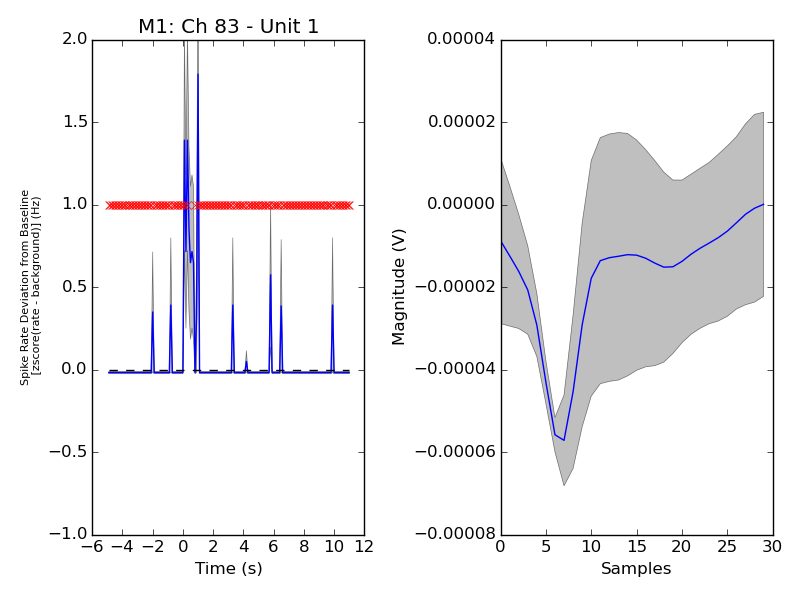 M1: Ch 83 - Unit 1
2.0
1.5
1.0
0.5
0.0
−0.5
−1.0
−6 −4 −2 0 2 4 6 8 10 12
Time (s)
Spike Rate Deviation from Baseline
[zscore(rate - background)] (Hz)
0.00004
0.00002
0.00000
−0.00002
−0.00004
−0.00006
−0.00008
0 5 10 15 20 25 30
Samples
Magnitude (V)